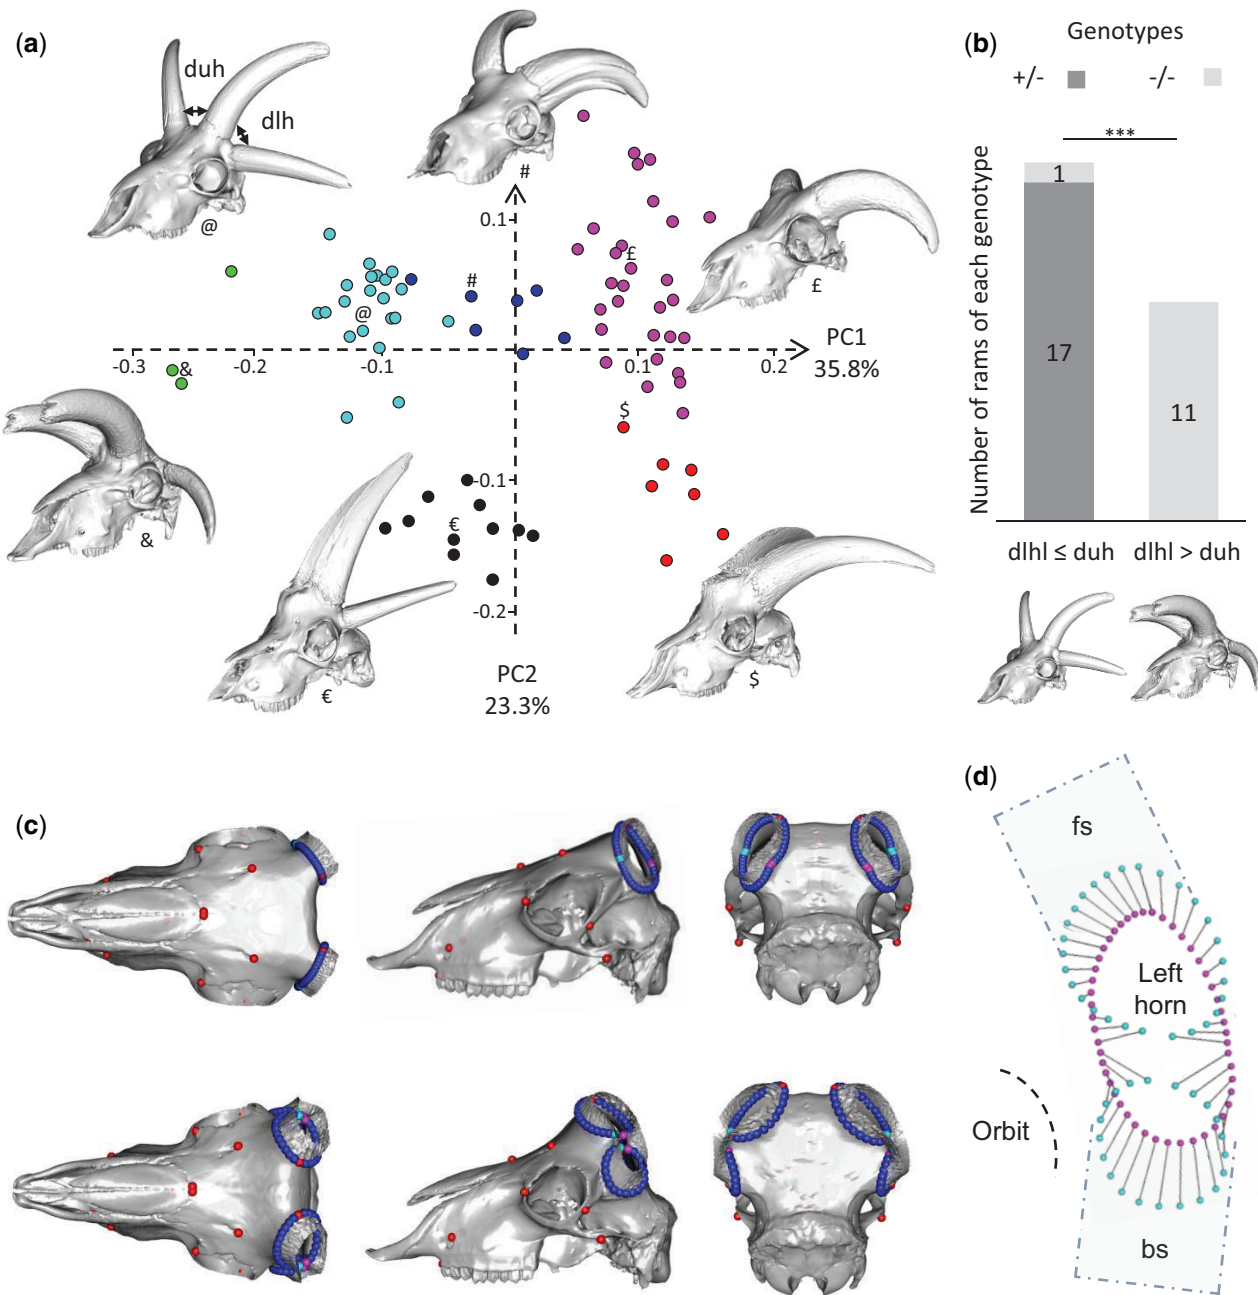 (a)
duh
dlh
@
#
£
0.1
#
£
@
PC1
35.8%
-0.3
-0.2
-0.1
0.1
0.2
&
$
&
-0.1
€
-0.2
€
PC2
23.3%
$
(b)
Genotypes
+/-
-/-
***
Number of rams of each genotype
1
17
11
dlhl ≤ duh
dlhl > duh
(c)
(d)
fs
Left
horn
Orbit
bs